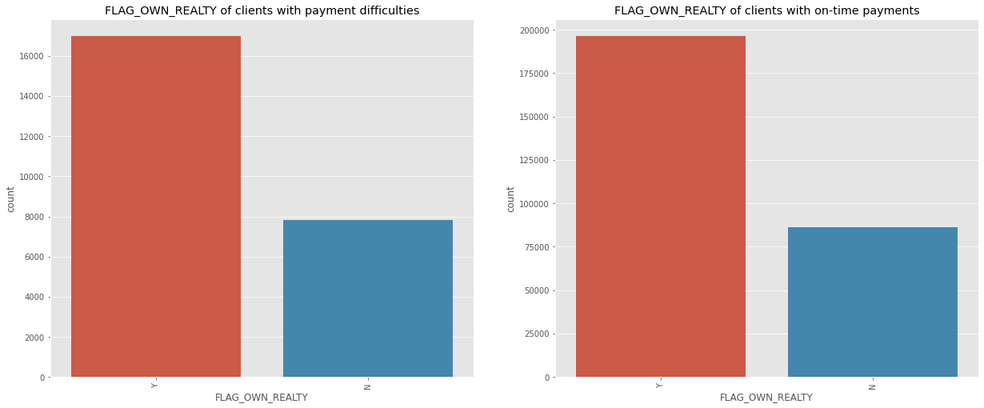 FLAG_OWN_REALTY of clients with payment difficulties
16000
14000
12000
10000
8000
6000
4000
2000
0
count
Y
N
FLAG_OWN_REALTY
FLAG_OWN_REALTY of clients with on-time payments
200000
175000
150000
125000
100000
75000
50000
25000
0
count
Y
N
FLAG_OWN_REALTY